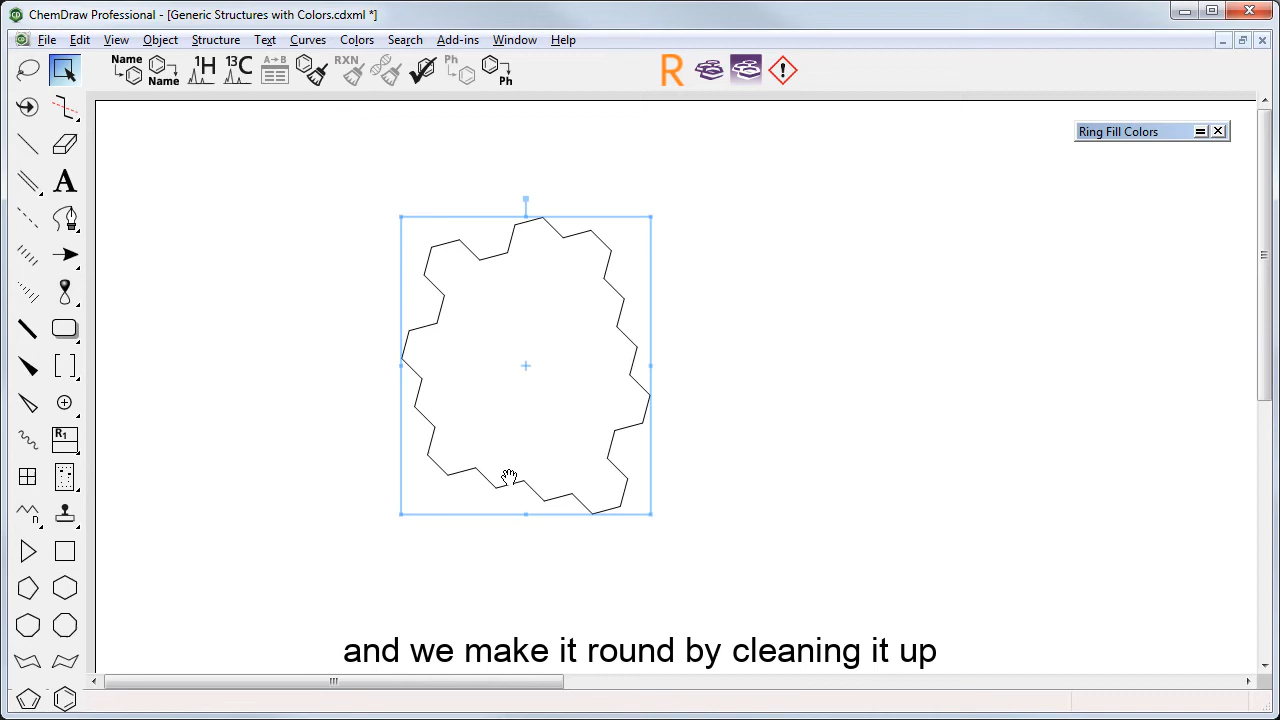 ChemDraw Professional - [Generic Structures with Colors.cdxml *]
File Edit View Object Structure Text Curves Colors Search Add-ins Window Help
Name Name 1H 13C A→B RXN Ph Ph R
Ring Fill Colors
A
R1
n
and we make it round by cleaning it up